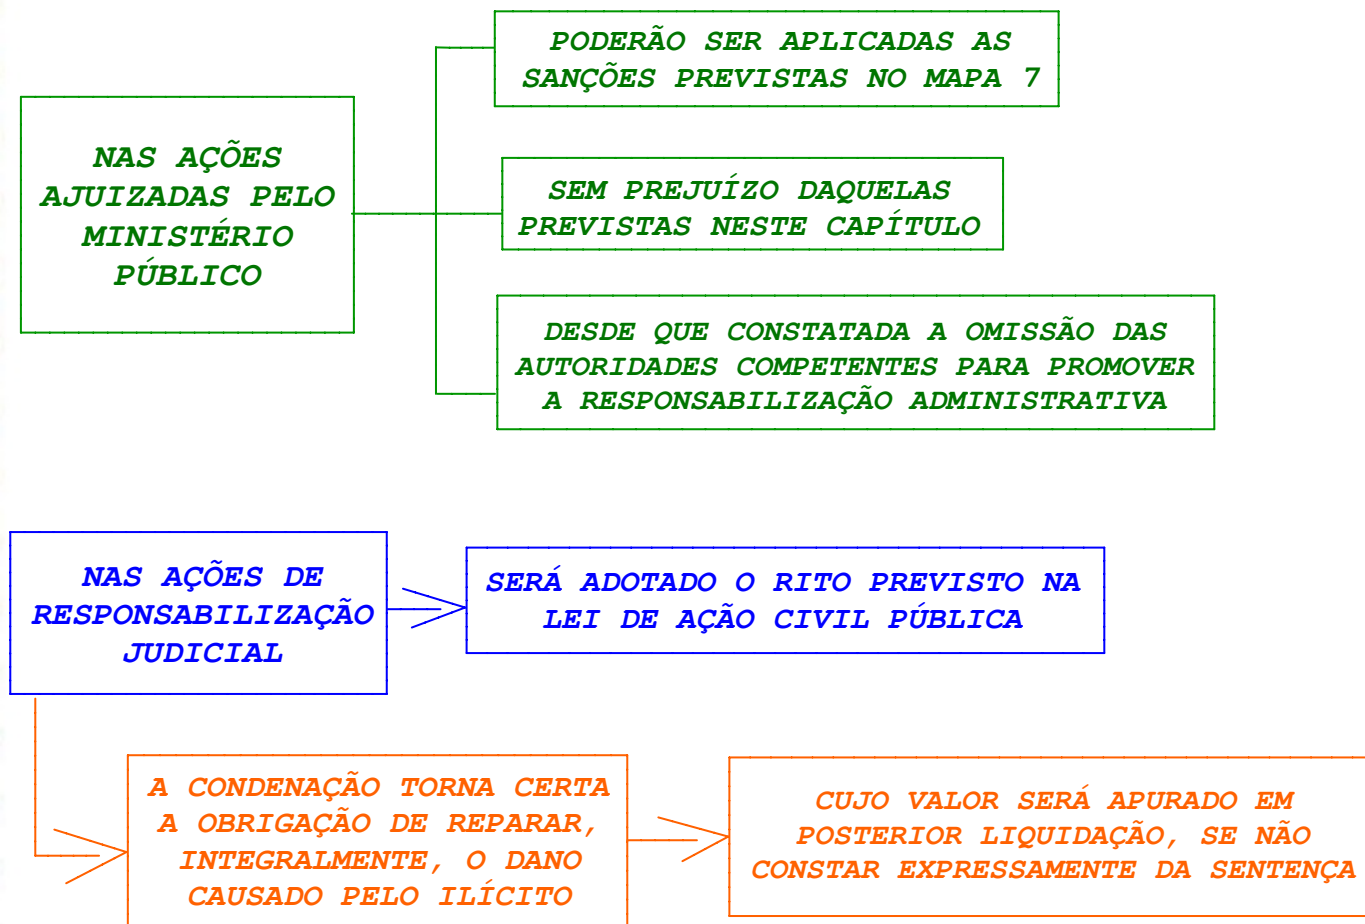 NAS AÇÕES
AJUIZADAS PELO
MINISTÉRIO
PÚBLICO
PODERÃO SER APLICADAS AS
SANÇÕES PREVISTAS NO MAPA 7
SEM PREJUÍZO DAQUELAS
PREVISTAS NESTE CAPÍTULO
DESDE QUE CONSTATADA A OMISSÃO DAS
AUTORIDADES COMPETENTES PARA PROMOVER
A RESPONSABILIZAÇÃO ADMINISTRATIVA
NAS AÇÕES DE
RESPONSABILIZAÇÃO
JUDICIAL
SERÁ ADOTADO O RITO PREVISTO NA
LEI DE AÇÃO CIVIL PÚBLICA
A CONDENAÇÃO TORNA CERTA
A OBRIGAÇÃO DE REPARAR,
INTEGRALMENTE, O DANO
CAUSADO PELO ILÍCITO
CUJO VALOR SERÁ APURADO EM
POSTERIOR LIQUIDAÇÃO, SE NÃO
CONSTAR EXPRESSAMENTE DA SENTENÇA